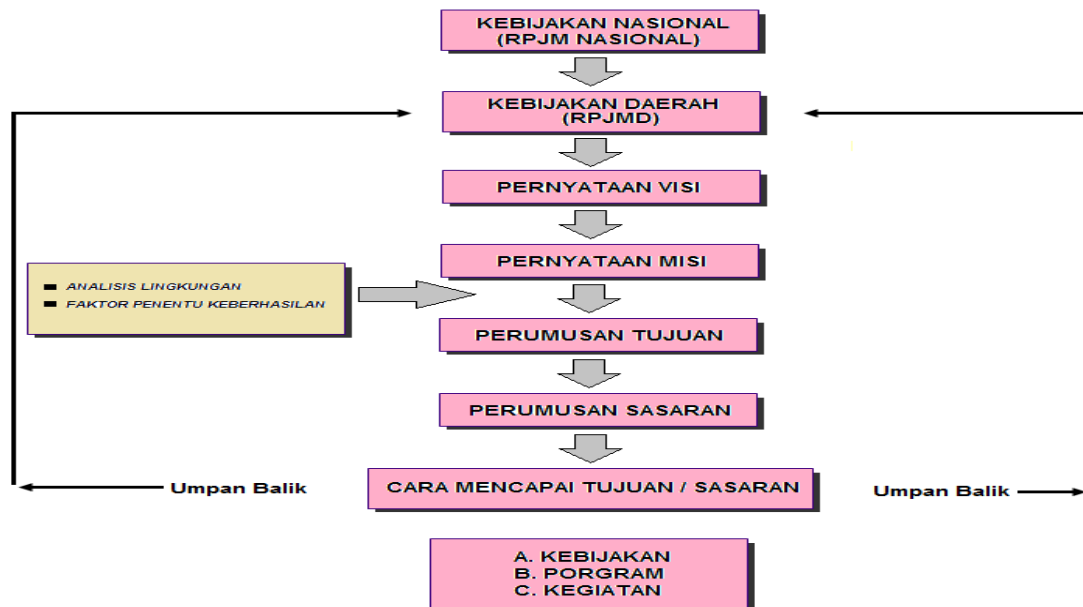 KEBIJAKAN NASIONAL
(RPJM NASIONAL)
KEBIJAKAN DAERAH
(RPJMD)
PERNYATAAN VISI
PERNYATAAN MISI
ANALISIS LINGKUNGAN
FAKTOR PENENTU KEBERHASILAN
PERUMUSAN TUJUAN
PERUMUSAN SASARAN
Umpan Balik
CARA MENCAPAI TUJUAN / SASARAN
Umpan Balik
A. KEBIJAKAN
B. PORGRAM
C. KEGIATAN